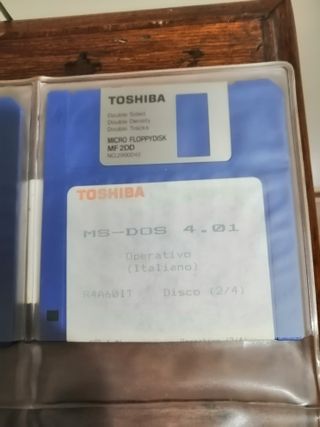 TOSHIBA
Double Sided
Double Density
Double Tracks
MICRO FLOPPYDISK
MF 2DD
TOSHIBA
MS-DOS 4.01
Operativo
(Italiano)
R4A60IT Disco (2/4)